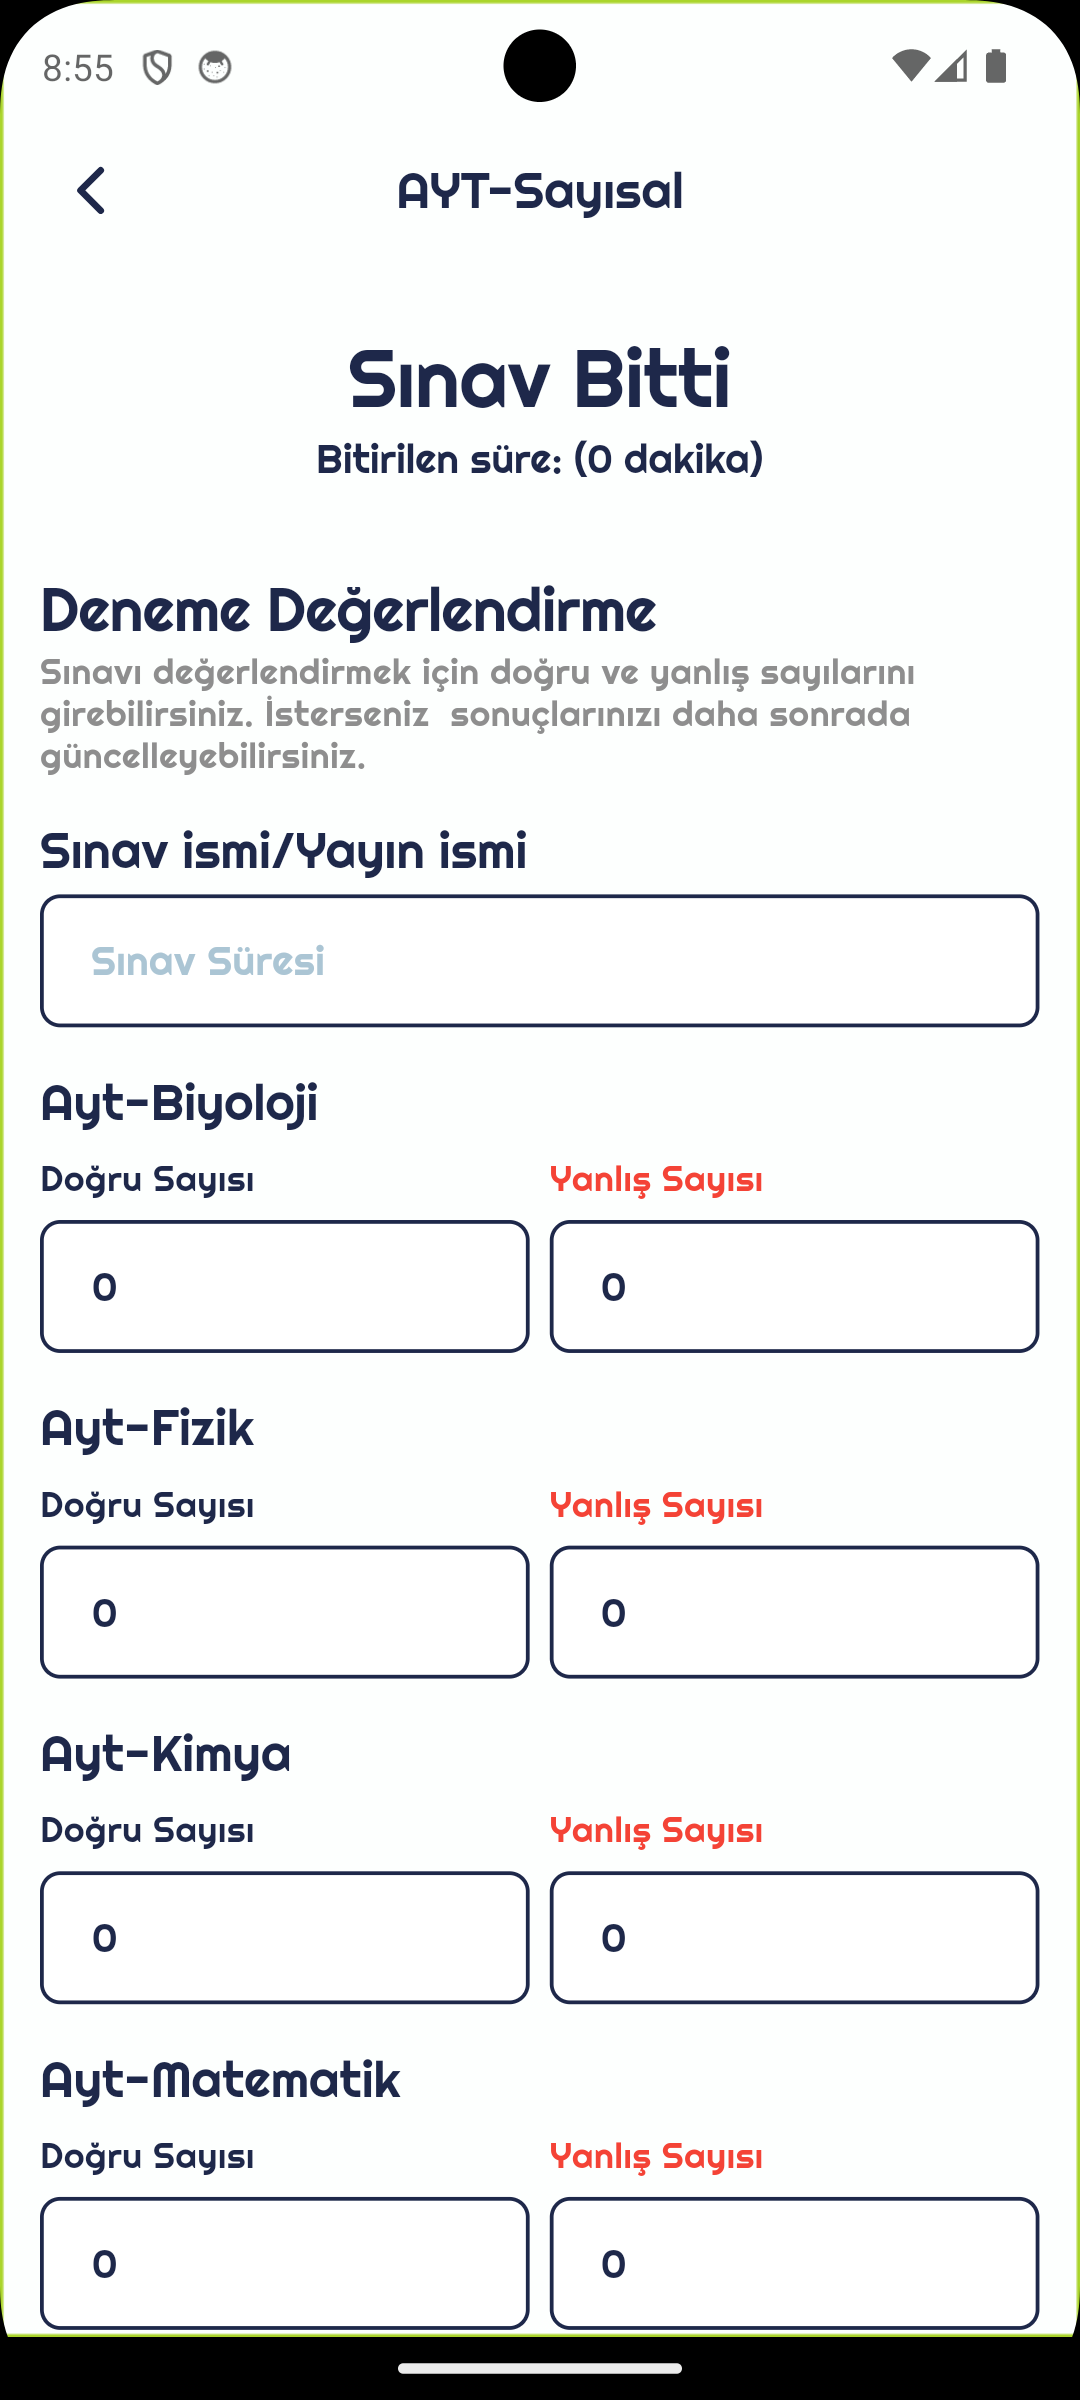 8:55
AYT-Sayısal
Sınav Bitti
Bitirilen süre: (0 dakika)
Deneme Değerlendirme
Sınavı değerlendirmek için doğru ve yanlış sayılarını
girebilirsiniz. İsterseniz  sonuçlarınızı daha sonrada
güncelleyebilirsiniz.
Sınav ismi/Yayın ismi
Sınav Süresi
Ayt-Biyoloji
Doğru Sayısı Yanlış Sayısı
0 0
Ayt-Fizik
Doğru Sayısı Yanlış Sayısı
0 0
Ayt-Kimya
Doğru Sayısı Yanlış Sayısı
0 0
Ayt-Matematik
Doğru Sayısı Yanlış Sayısı
0 0